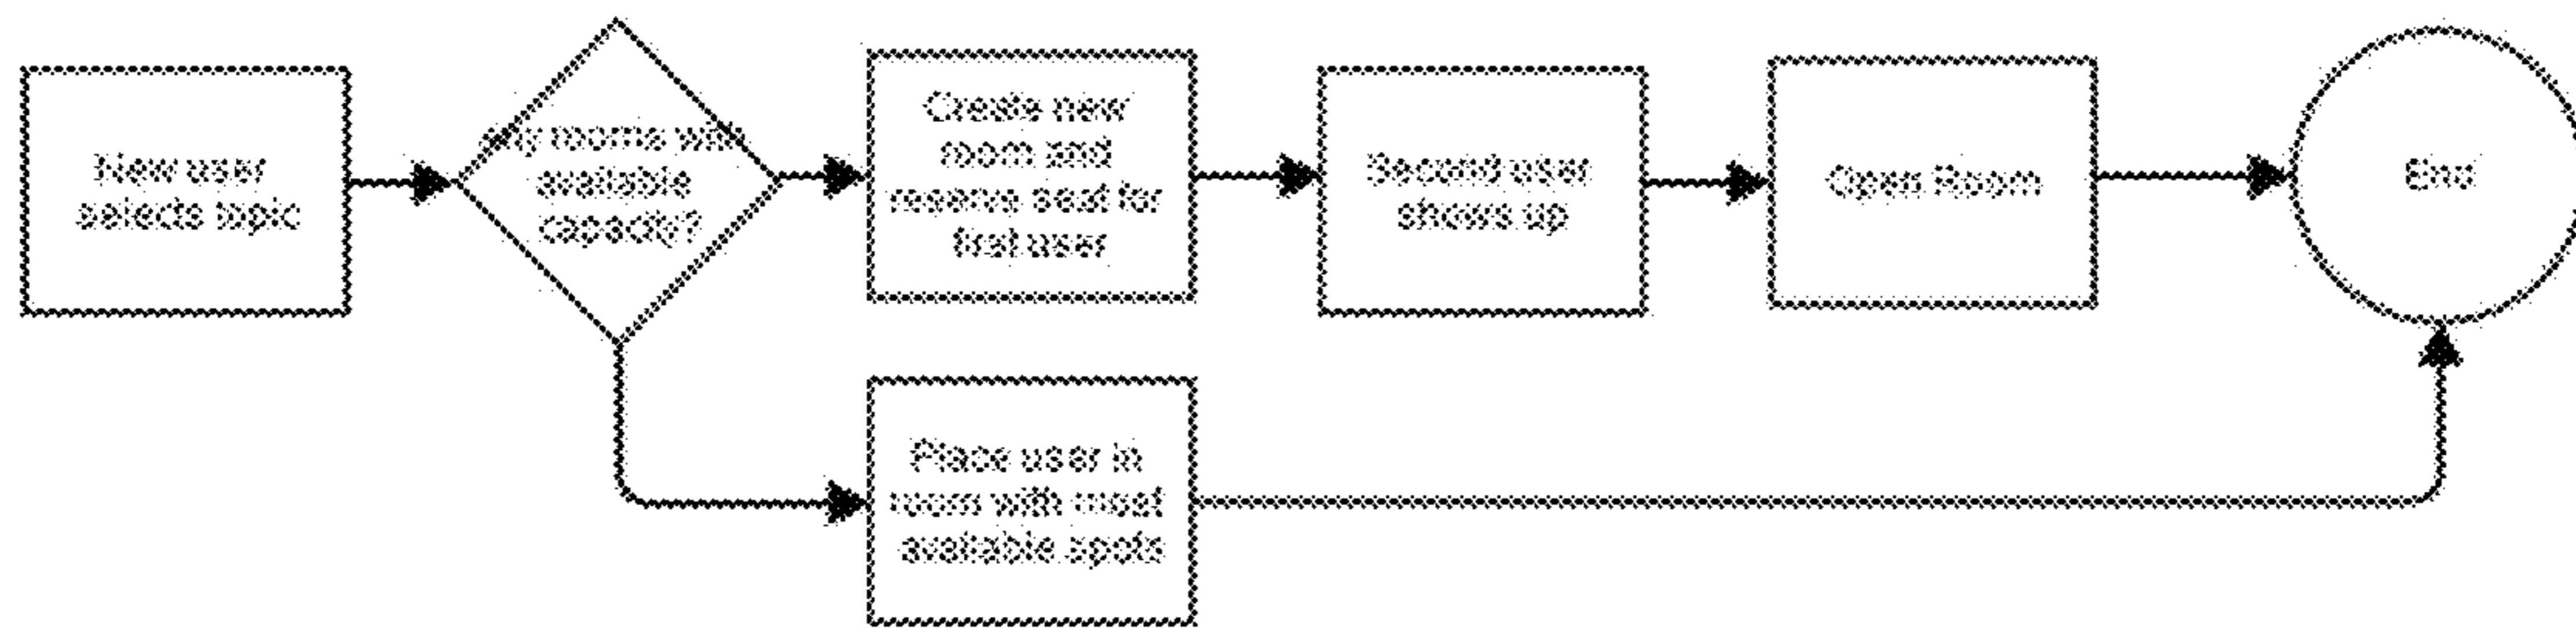 New user
selects topic
Any rooms with
available
capacity?
Create new
room and
reserve seat for
first user
Second user
shows up
Open Room
End
Place user in
room with most
available spots